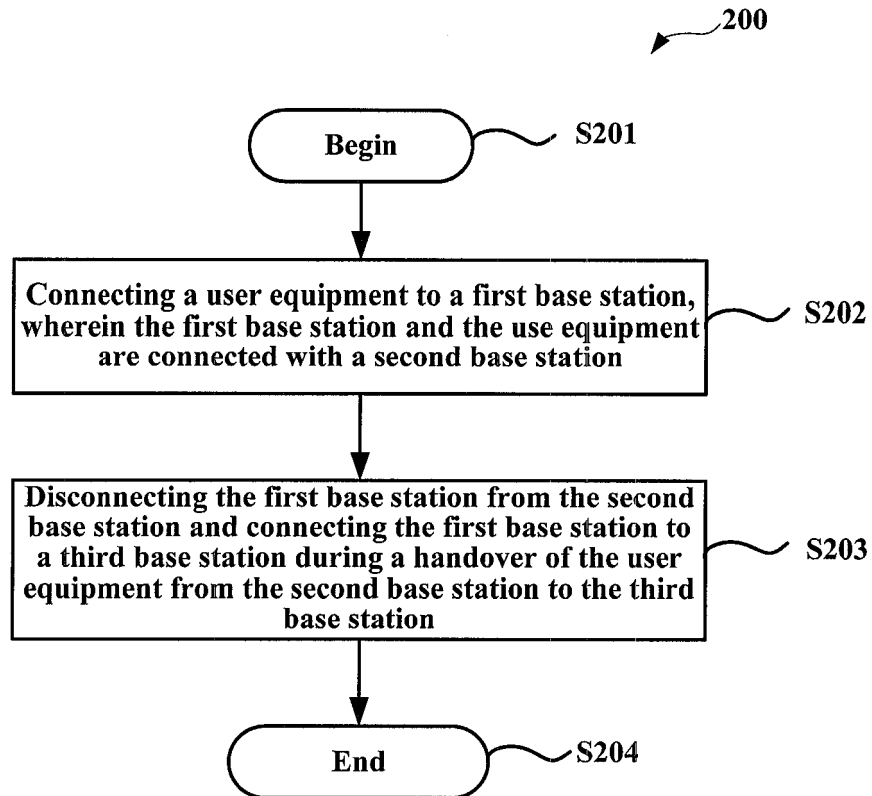 200
Begin
S201
Connecting a user equipment to a first base station,
wherein the first base station and the use equipment
are connected with a second base station
S202
Disconnecting the first base station from the second
base station and connecting the first base station to
a third base station during a handover of the user
equipment from the second base station to the third
base station
S203
End
S204